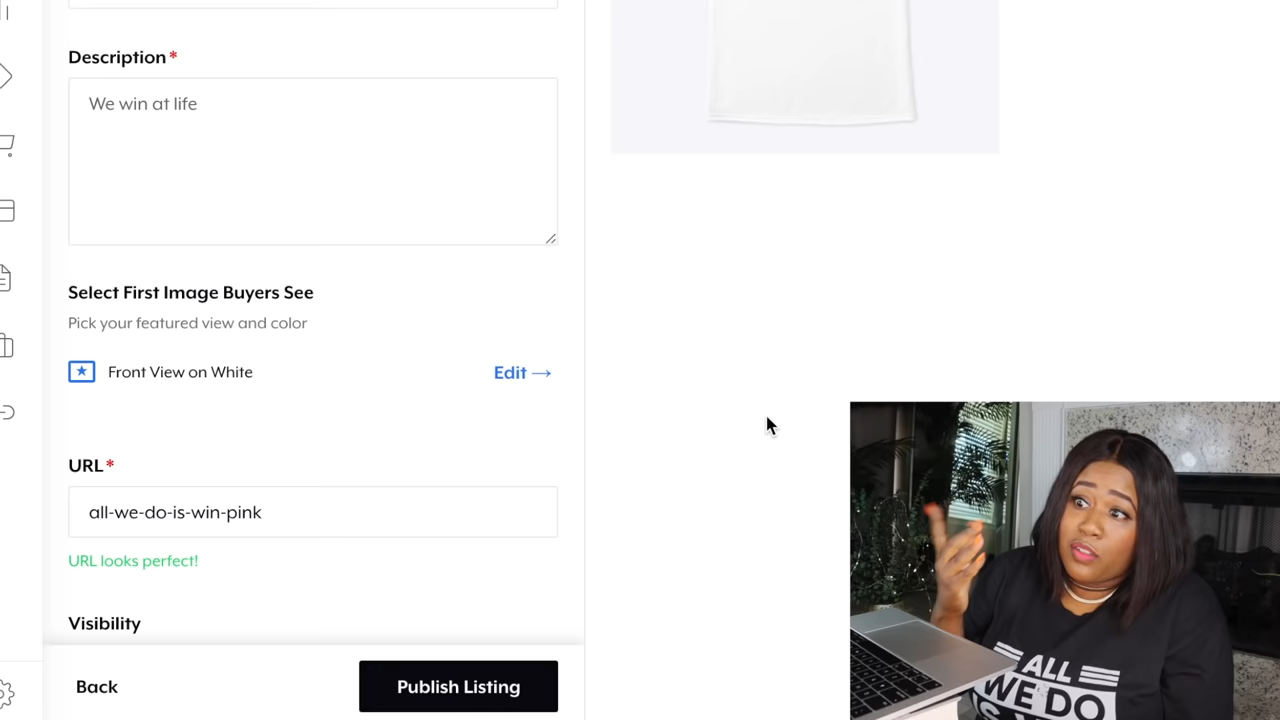 Description*
We win at life
Select First Image Buyers See
Pick your featured view and color
Front View on White
Edit →
URL*
all-we-do-is-win-pink
URL looks perfect!
Visibility
Back
Publish Listing
ALL
WE DO